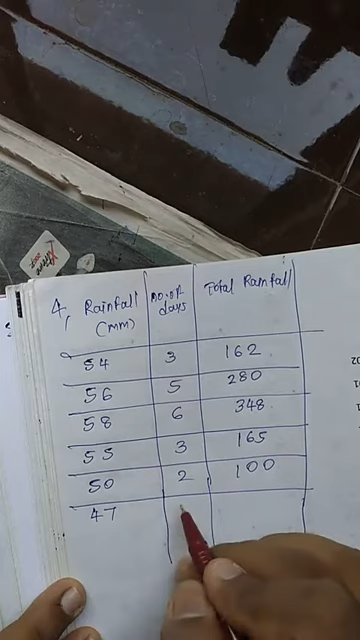 4, Rainfall (mm) no. of days Total Rainfall
54 3 162
56 5 280
58 6 348
55 3 165
50 2 100
47